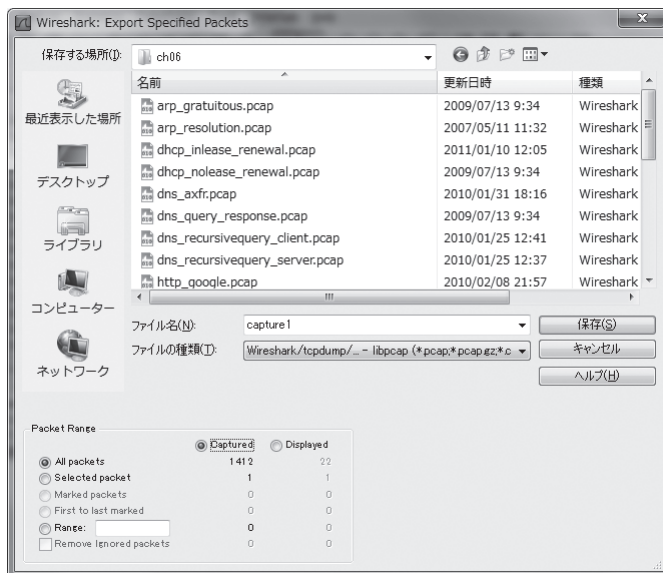 Wireshark: Export Specified Packets
保存する場所(I): ch06
最近表示した場所
デスクトップ
ライブラリ
コンピューター
ネットワーク
名前 更新日時 種類
arp_gratuitous.pcap 2009/07/13 9:34 Wireshark
arp_resolution.pcap 2007/05/11 11:32 Wireshark
dhcp_inlease_renewal.pcap 2011/01/10 12:05 Wireshark
dhcp_nolease_renewal.pcap 2009/07/13 9:34 Wireshark
dns_axfr.pcap 2010/01/31 18:16 Wireshark
dns_query_response.pcap 2009/07/13 9:34 Wireshark
dns_recursivequery_client.pcap 2010/01/25 12:41 Wireshark
dns_recursivequery_server.pcap 2010/01/25 12:37 Wireshark
http_google.pcap 2010/02/08 21:57 Wireshark
ファイル名(N): capture1 保存(S)
ファイルの種類(T): Wireshark/tcpdump/... - libpcap (*.pcap;*.pcap.gz;*.c キャンセル
ヘルプ(H)
Packet Range
Captured Displayed
All packets 1412 22
Selected packet 1 1
Marked packets 0 0
First to last marked 0 0
Range: 0 0
Remove Ignored packets 0 0